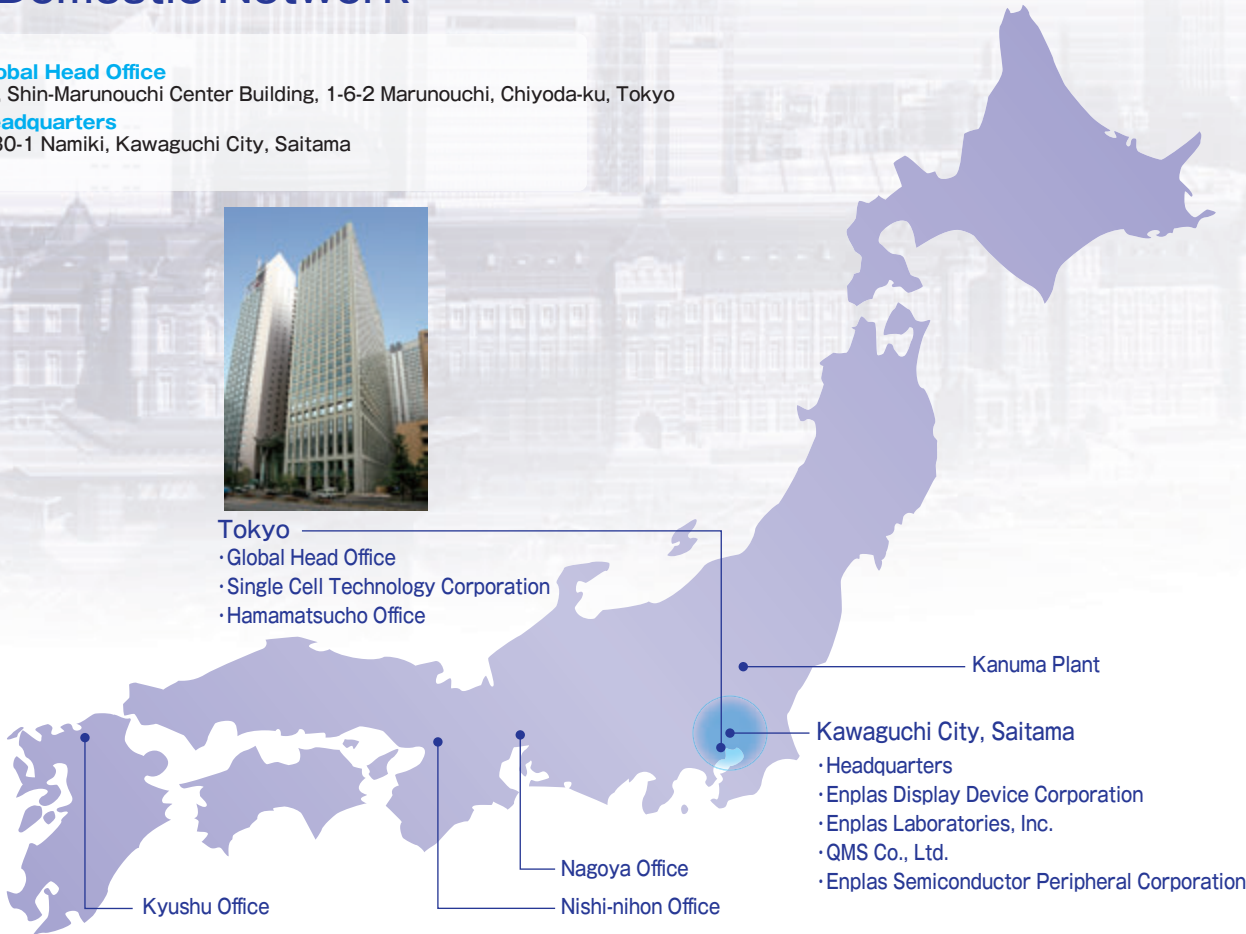 Domestic Network
Global Head Office
Shin-Marunouchi Center Building, 1-6-2 Marunouchi, Chiyoda-ku, Tokyo
Headquarters
30-1 Namiki, Kawaguchi City, Saitama
Tokyo
·Global Head Office
·Single Cell Technology Corporation
·Hamamatsucho Office
Kanuma Plant
Kawaguchi City, Saitama
·Headquarters
·Enplas Display Device Corporation
·Enplas Laboratories, Inc.
·QMS Co., Ltd.
·Enplas Semiconductor Peripheral Corporation
Nagoya Office
Nishi-nihon Office
Kyushu Office